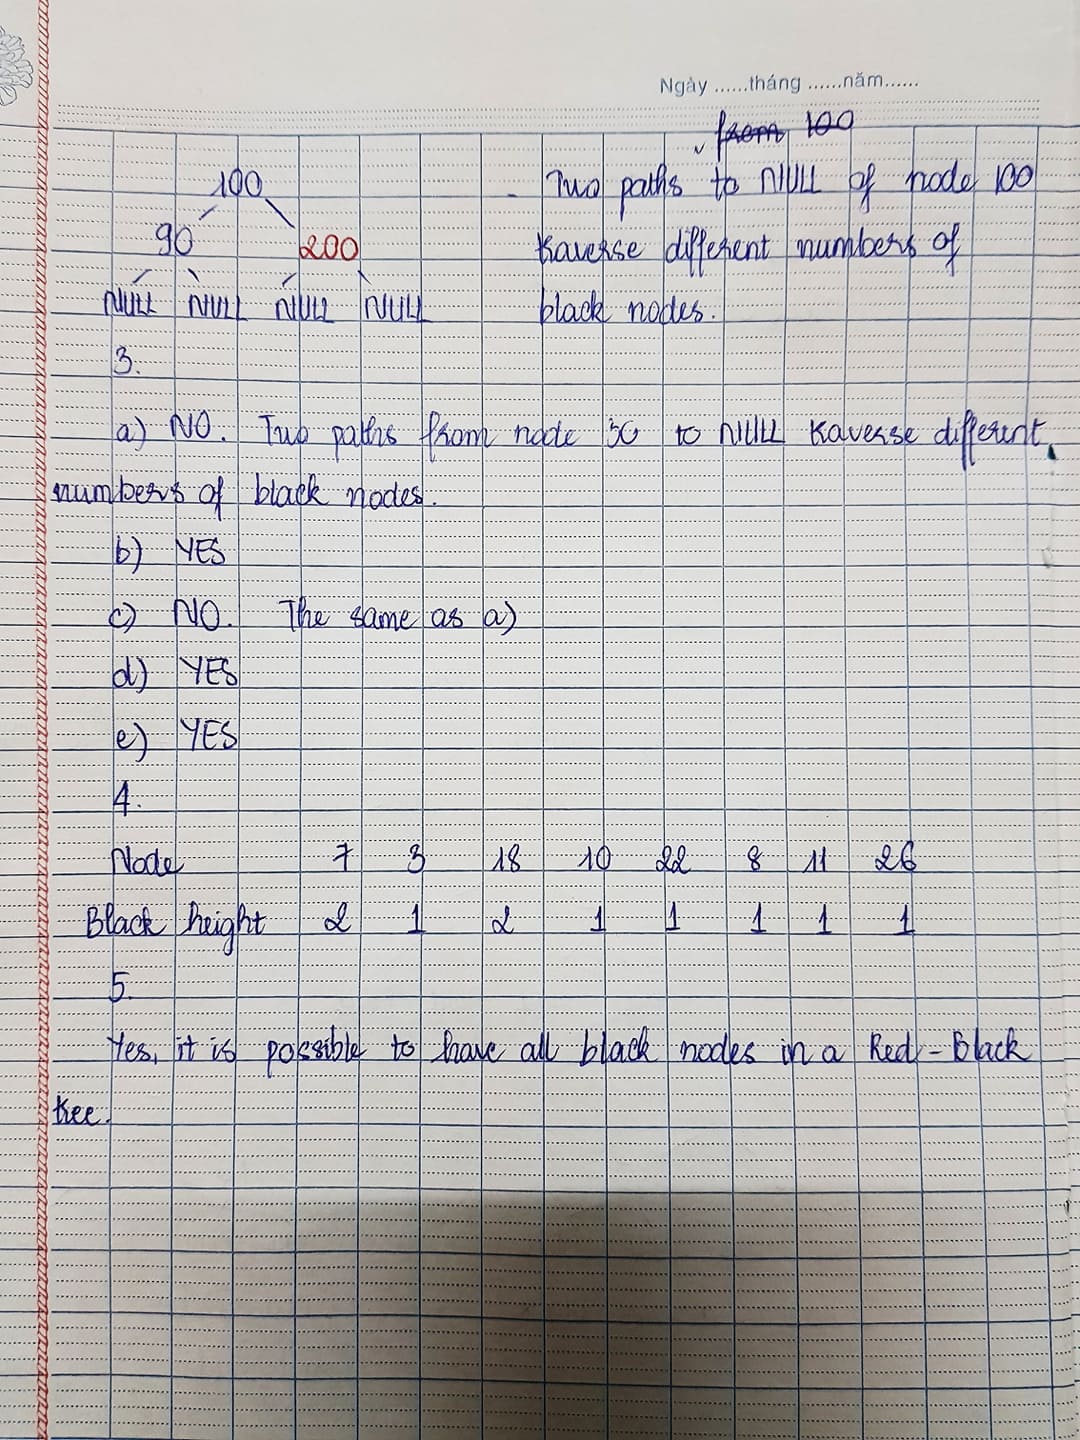 Ngày ......tháng ......năm......
from 100
100 Two paths to NULL of node 100
90 200 traverse different numbers of
NULL NULL NULL NULL black nodes.
3.
a) NO. Two paths from node 30 to NULL traverse different
numbers of black nodes.
b) YES
c) NO. The same as a)
d) YES
e) YES
4.
Node 7 3 18 10 22 8 11 26
Black height 2 1 2 1 1 1 1 1
5.
Yes, it is possible to have all black nodes in a Red-Black
tree.